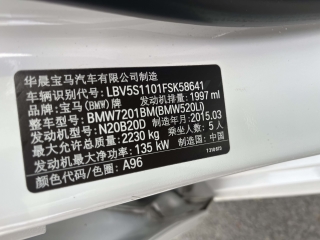 华晨宝马汽车有限公司制造
车辆识别代号：LBV5S1101FSK58641
品牌：宝马(BMW)牌 发动机排量：1997 ml
整车型号：BMW7201BM(BMW520Li)
发动机型号：N20B20D 制造年月：2015.03
最大允许总质量：2230 kg 乘坐人数：5 人
发动机最大净功率：135 kW 制造国：中国
颜色代码/色圈：A96